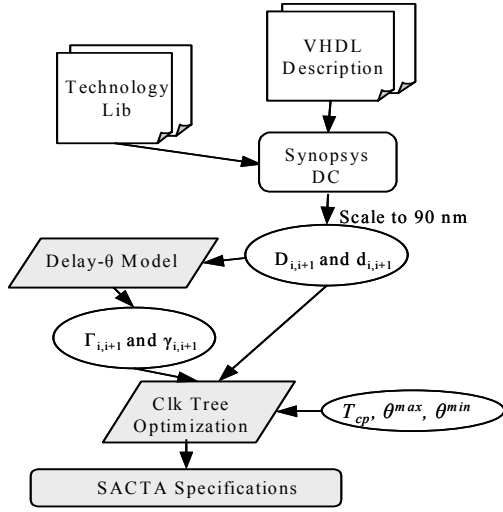 VHDL
Description
Technology
Lib
Synopsys
DC
Scale to 90 nm
D_{i,i+1} and d_{i,i+1}
Delay-θ Model
Γ_{i,i+1} and γ_{i,i+1}
Clk Tree
Optimization
T_{cp}, θ^{max}, θ^{min}
SACTA Specifications